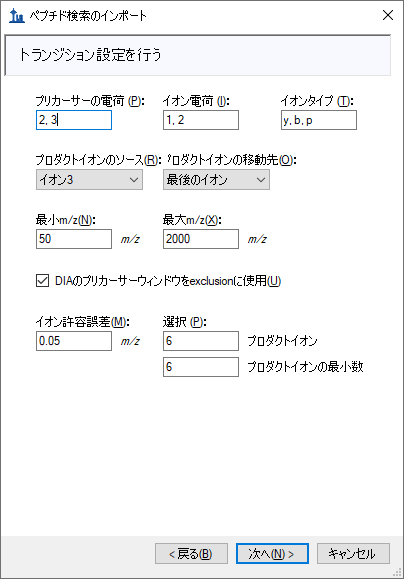 ペプチド検索のインポート
トランジション設定を行う
プリカーサーの電荷 (P): イオン電荷 (I): イオンタイプ (T):
2, 3 1, 2 y, b, p
プロダクトイオンのソース(R): プロダクトイオンの移動先(O):
イオン3 最後のイオン
最小m/z(N): 最大m/z(X):
50 m/z 2000 m/z
DIAのプリカーサーウィンドウをexclusionに使用(U)
イオン許容誤差(M): 選択 (P):
0.05 m/z 6 プロダクトイオン
6 プロダクトイオンの最小数
< 戻る(B) 次へ(N) > キャンセル